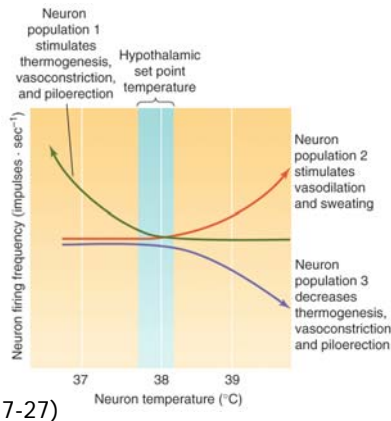 Neuron
population 1
stimulates
thermogenesis,
vasoconstriction,
and piloerection
Hypothalamic
set point
temperature
Neuron firing frequency (impulses · sec⁻¹)
Neuron
population 2
stimulates
vasodilation
and sweating
Neuron
population 3
decreases
thermogenesis,
vasoconstriction
and piloerection
37
38
39
Neuron temperature (°C)
7-27)